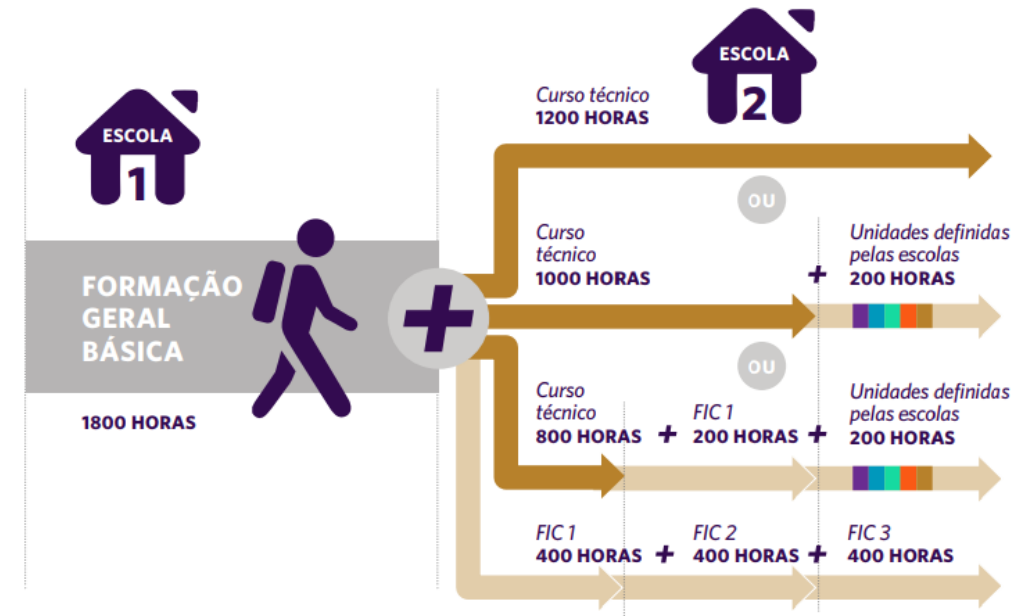 ESCOLA
1
FORMAÇÃO
GERAL
BÁSICA
1800 HORAS
+
ESCOLA
2
Curso técnico
1200 HORAS
OU
Curso
técnico
1000 HORAS
+
Unidades definidas
pelas escolas
200 HORAS
OU
Curso
técnico
800 HORAS
+
FIC 1
200 HORAS
+
Unidades definidas
pelas escolas
200 HORAS
FIC 1
400 HORAS
+
FIC 2
400 HORAS
+
FIC 3
400 HORAS